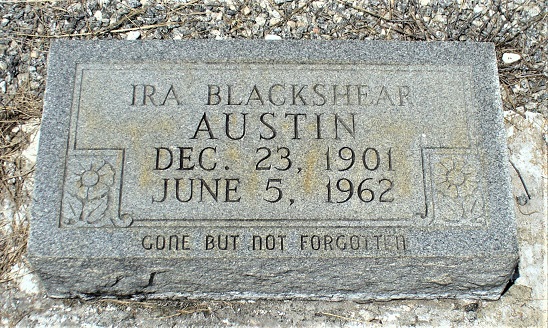 IRA BLACKSHEAR
AUSTIN
DEC. 23, 1901
JUNE 5, 1962
GONE BUT NOT FORGOTTEN